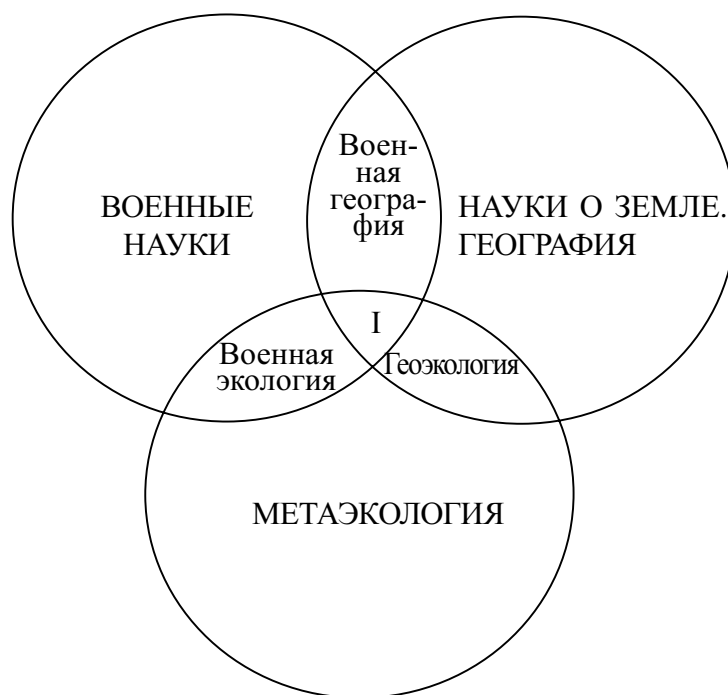 Воен-
ная
геогра-
фия
ВОЕННЫЕ
НАУКИ
НАУКИ О ЗЕМЛЕ.
ГЕОГРАФИЯ
I
Военная
экология
Геоэкология
МЕТАЭКОЛОГИЯ